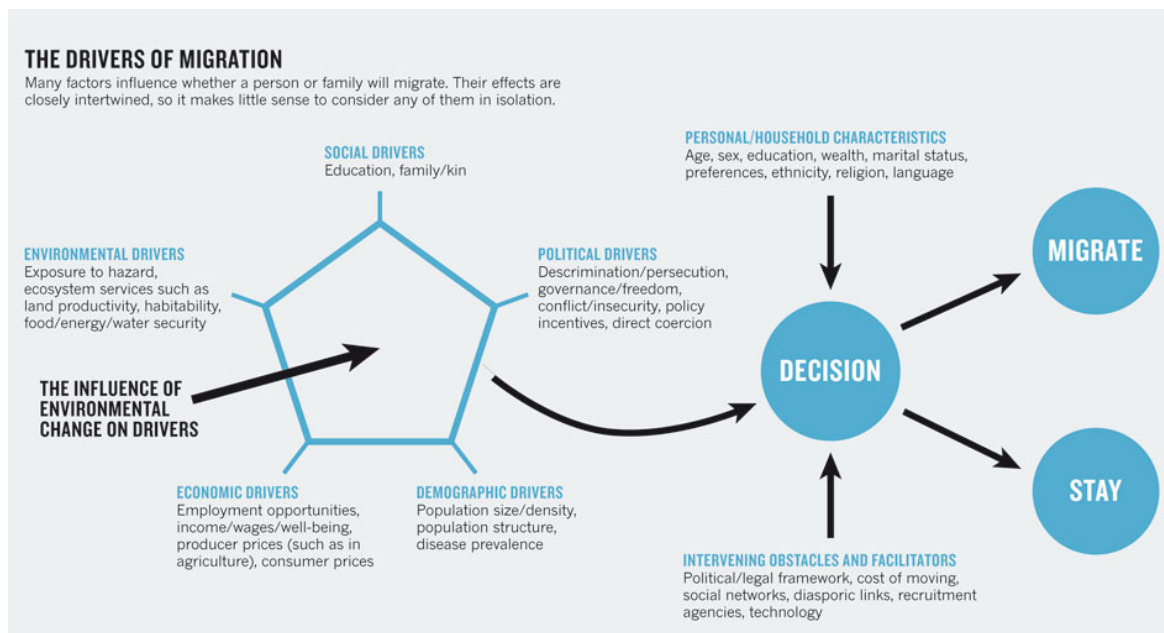 THE DRIVERS OF MIGRATION
Many factors influence whether a person or family will migrate. Their effects are
closely intertwined, so it makes little sense to consider any of them in isolation.
SOCIAL DRIVERS
Education, family/kin
ENVIRONMENTAL DRIVERS
Exposure to hazard,
ecosystem services such as
land productivity, habitability,
food/energy/water security
POLITICAL DRIVERS
Descrimination/persecution,
governance/freedom,
conflict/insecurity, policy
incentives, direct coercion
THE INFLUENCE OF
ENVIRONMENTAL
CHANGE ON DRIVERS
ECONOMIC DRIVERS
Employment opportunities,
income/wages/well-being,
producer prices (such as in
agriculture), consumer prices
DEMOGRAPHIC DRIVERS
Population size/density,
population structure,
disease prevalence
PERSONAL/HOUSEHOLD CHARACTERISTICS
Age, sex, education, wealth, marital status,
preferences, ethnicity, religion, language
DECISION
MIGRATE
STAY
INTERVENING OBSTACLES AND FACILITATORS
Political/legal framework, cost of moving,
social networks, diasporic links, recruitment
agencies, technology